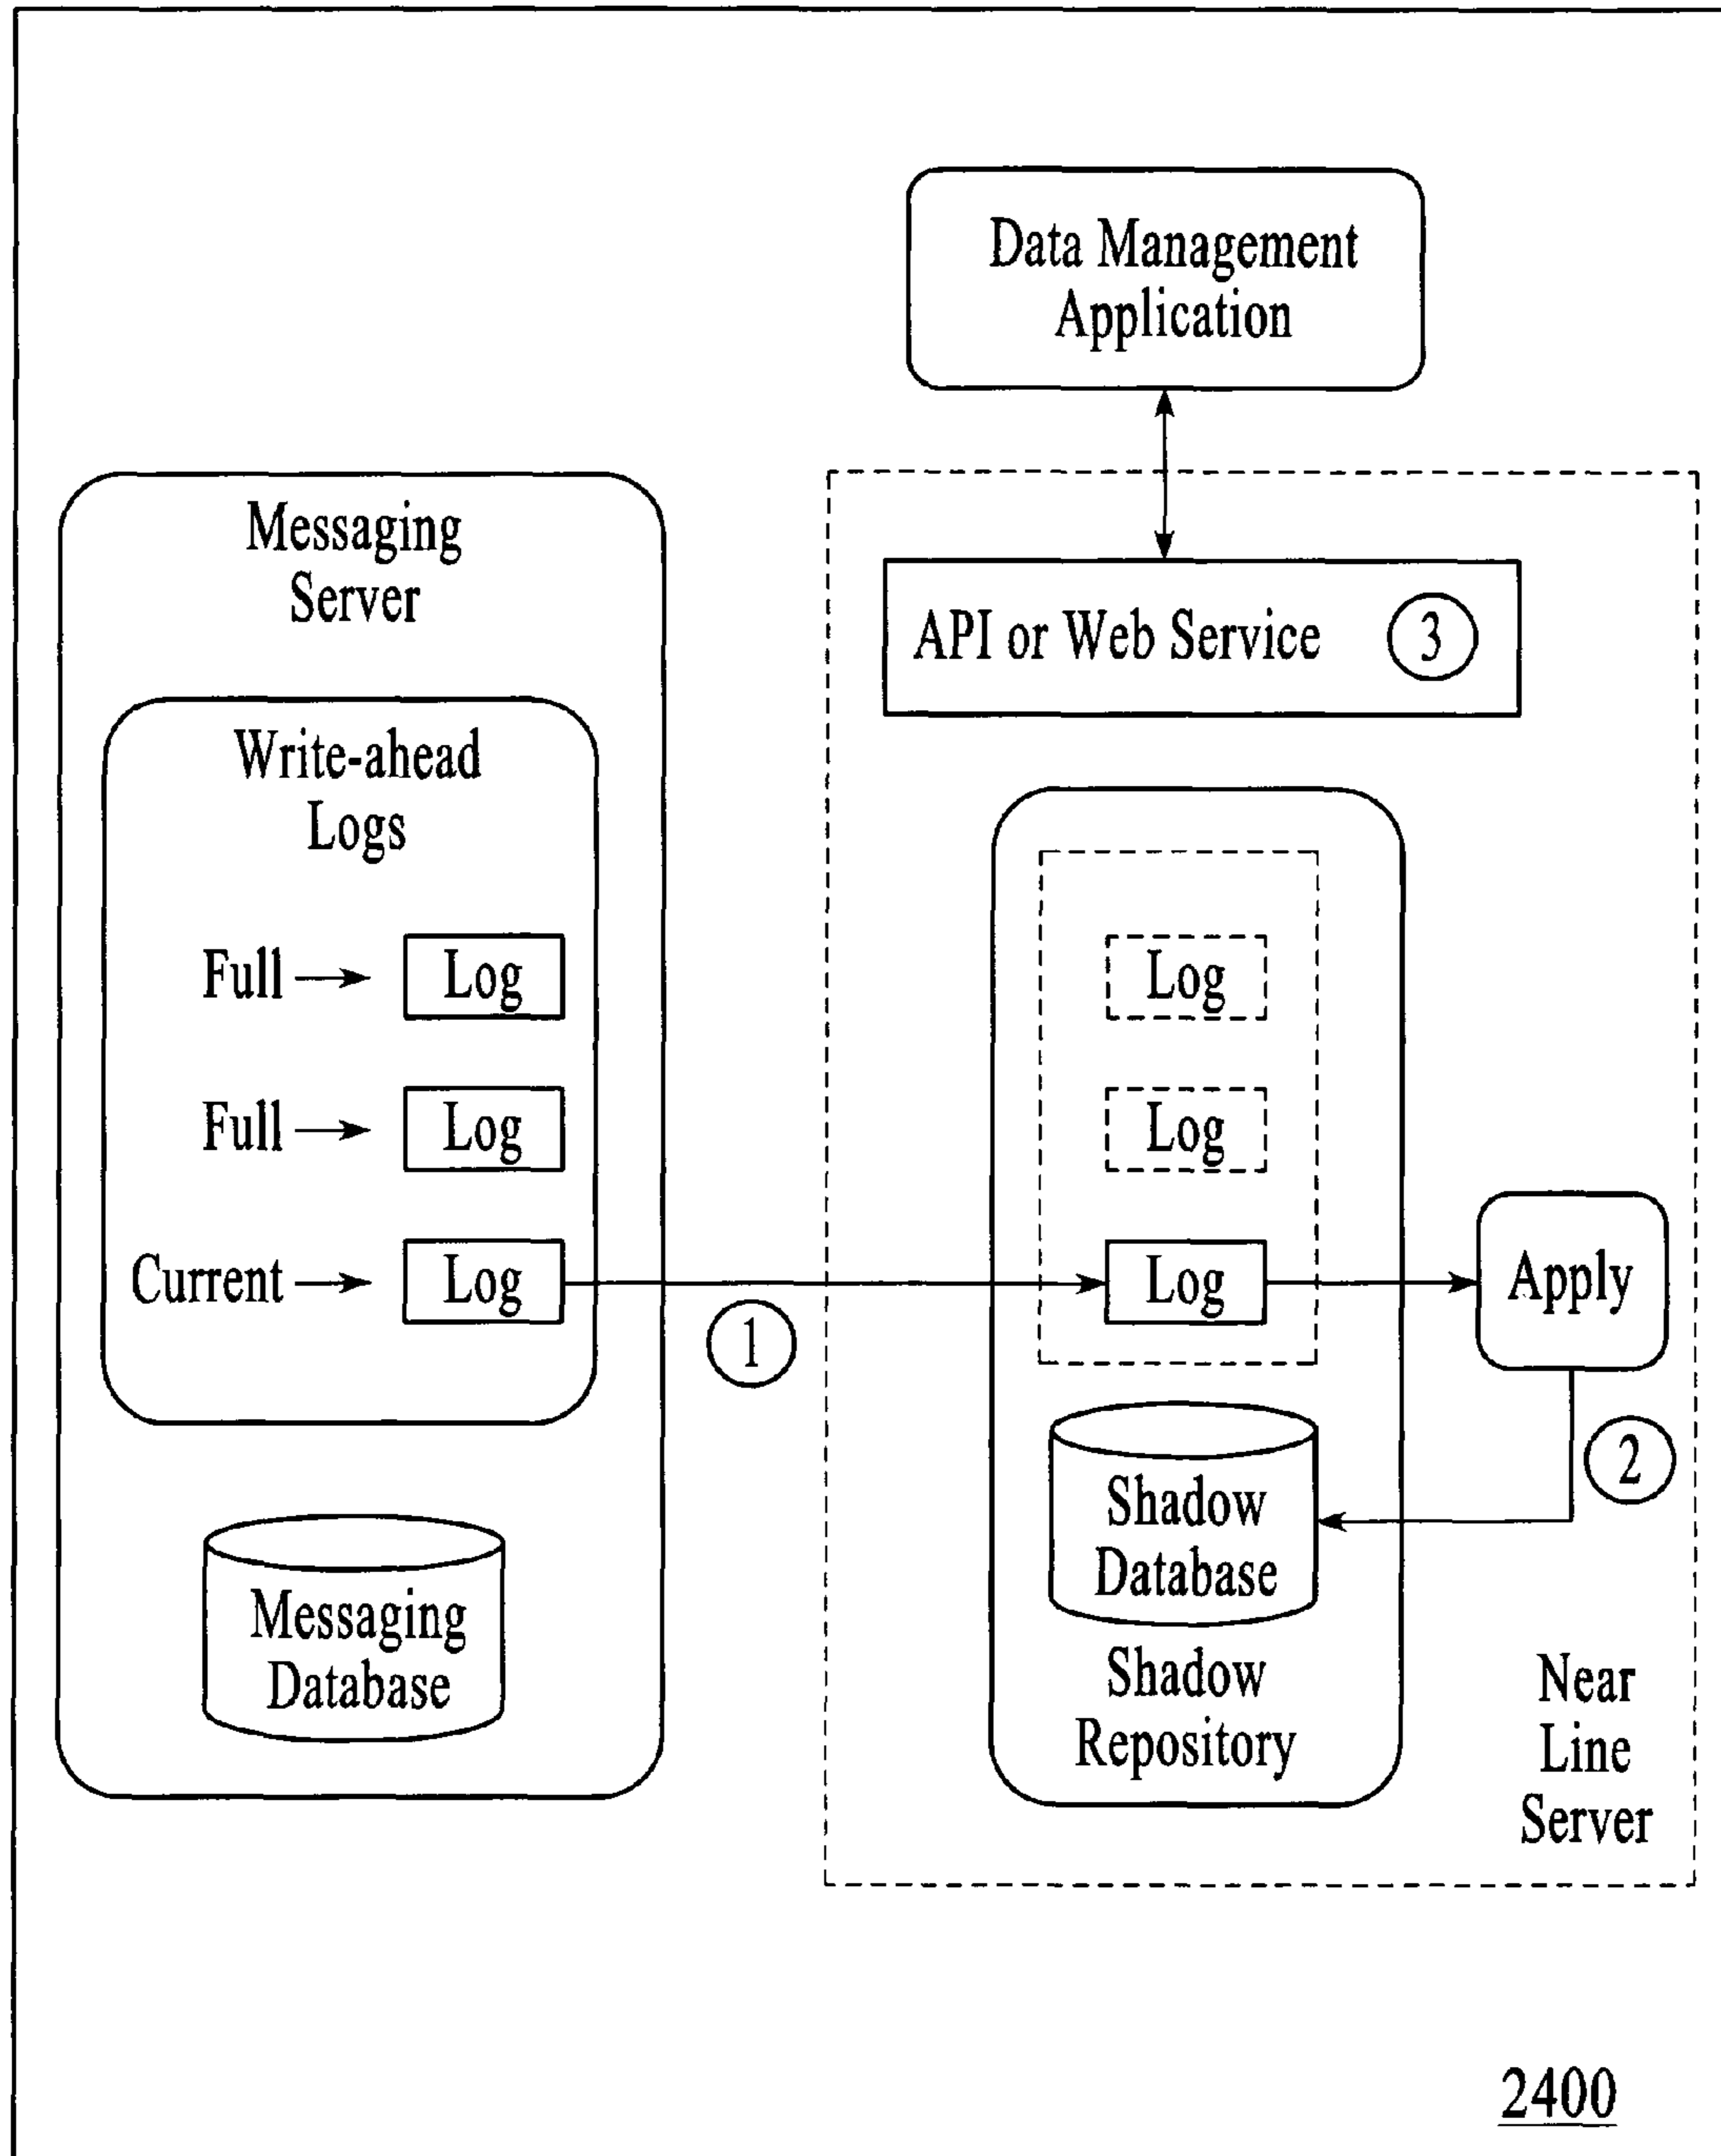 Data Management
Application
Messaging
Server
API or Web Service 3
Write-ahead
Logs
Full Log
Log
Full Log
Log
Current Log
1
Log
Apply
2
Shadow
Database
Messaging
Database
Shadow
Repository
Near
Line
Server
2400